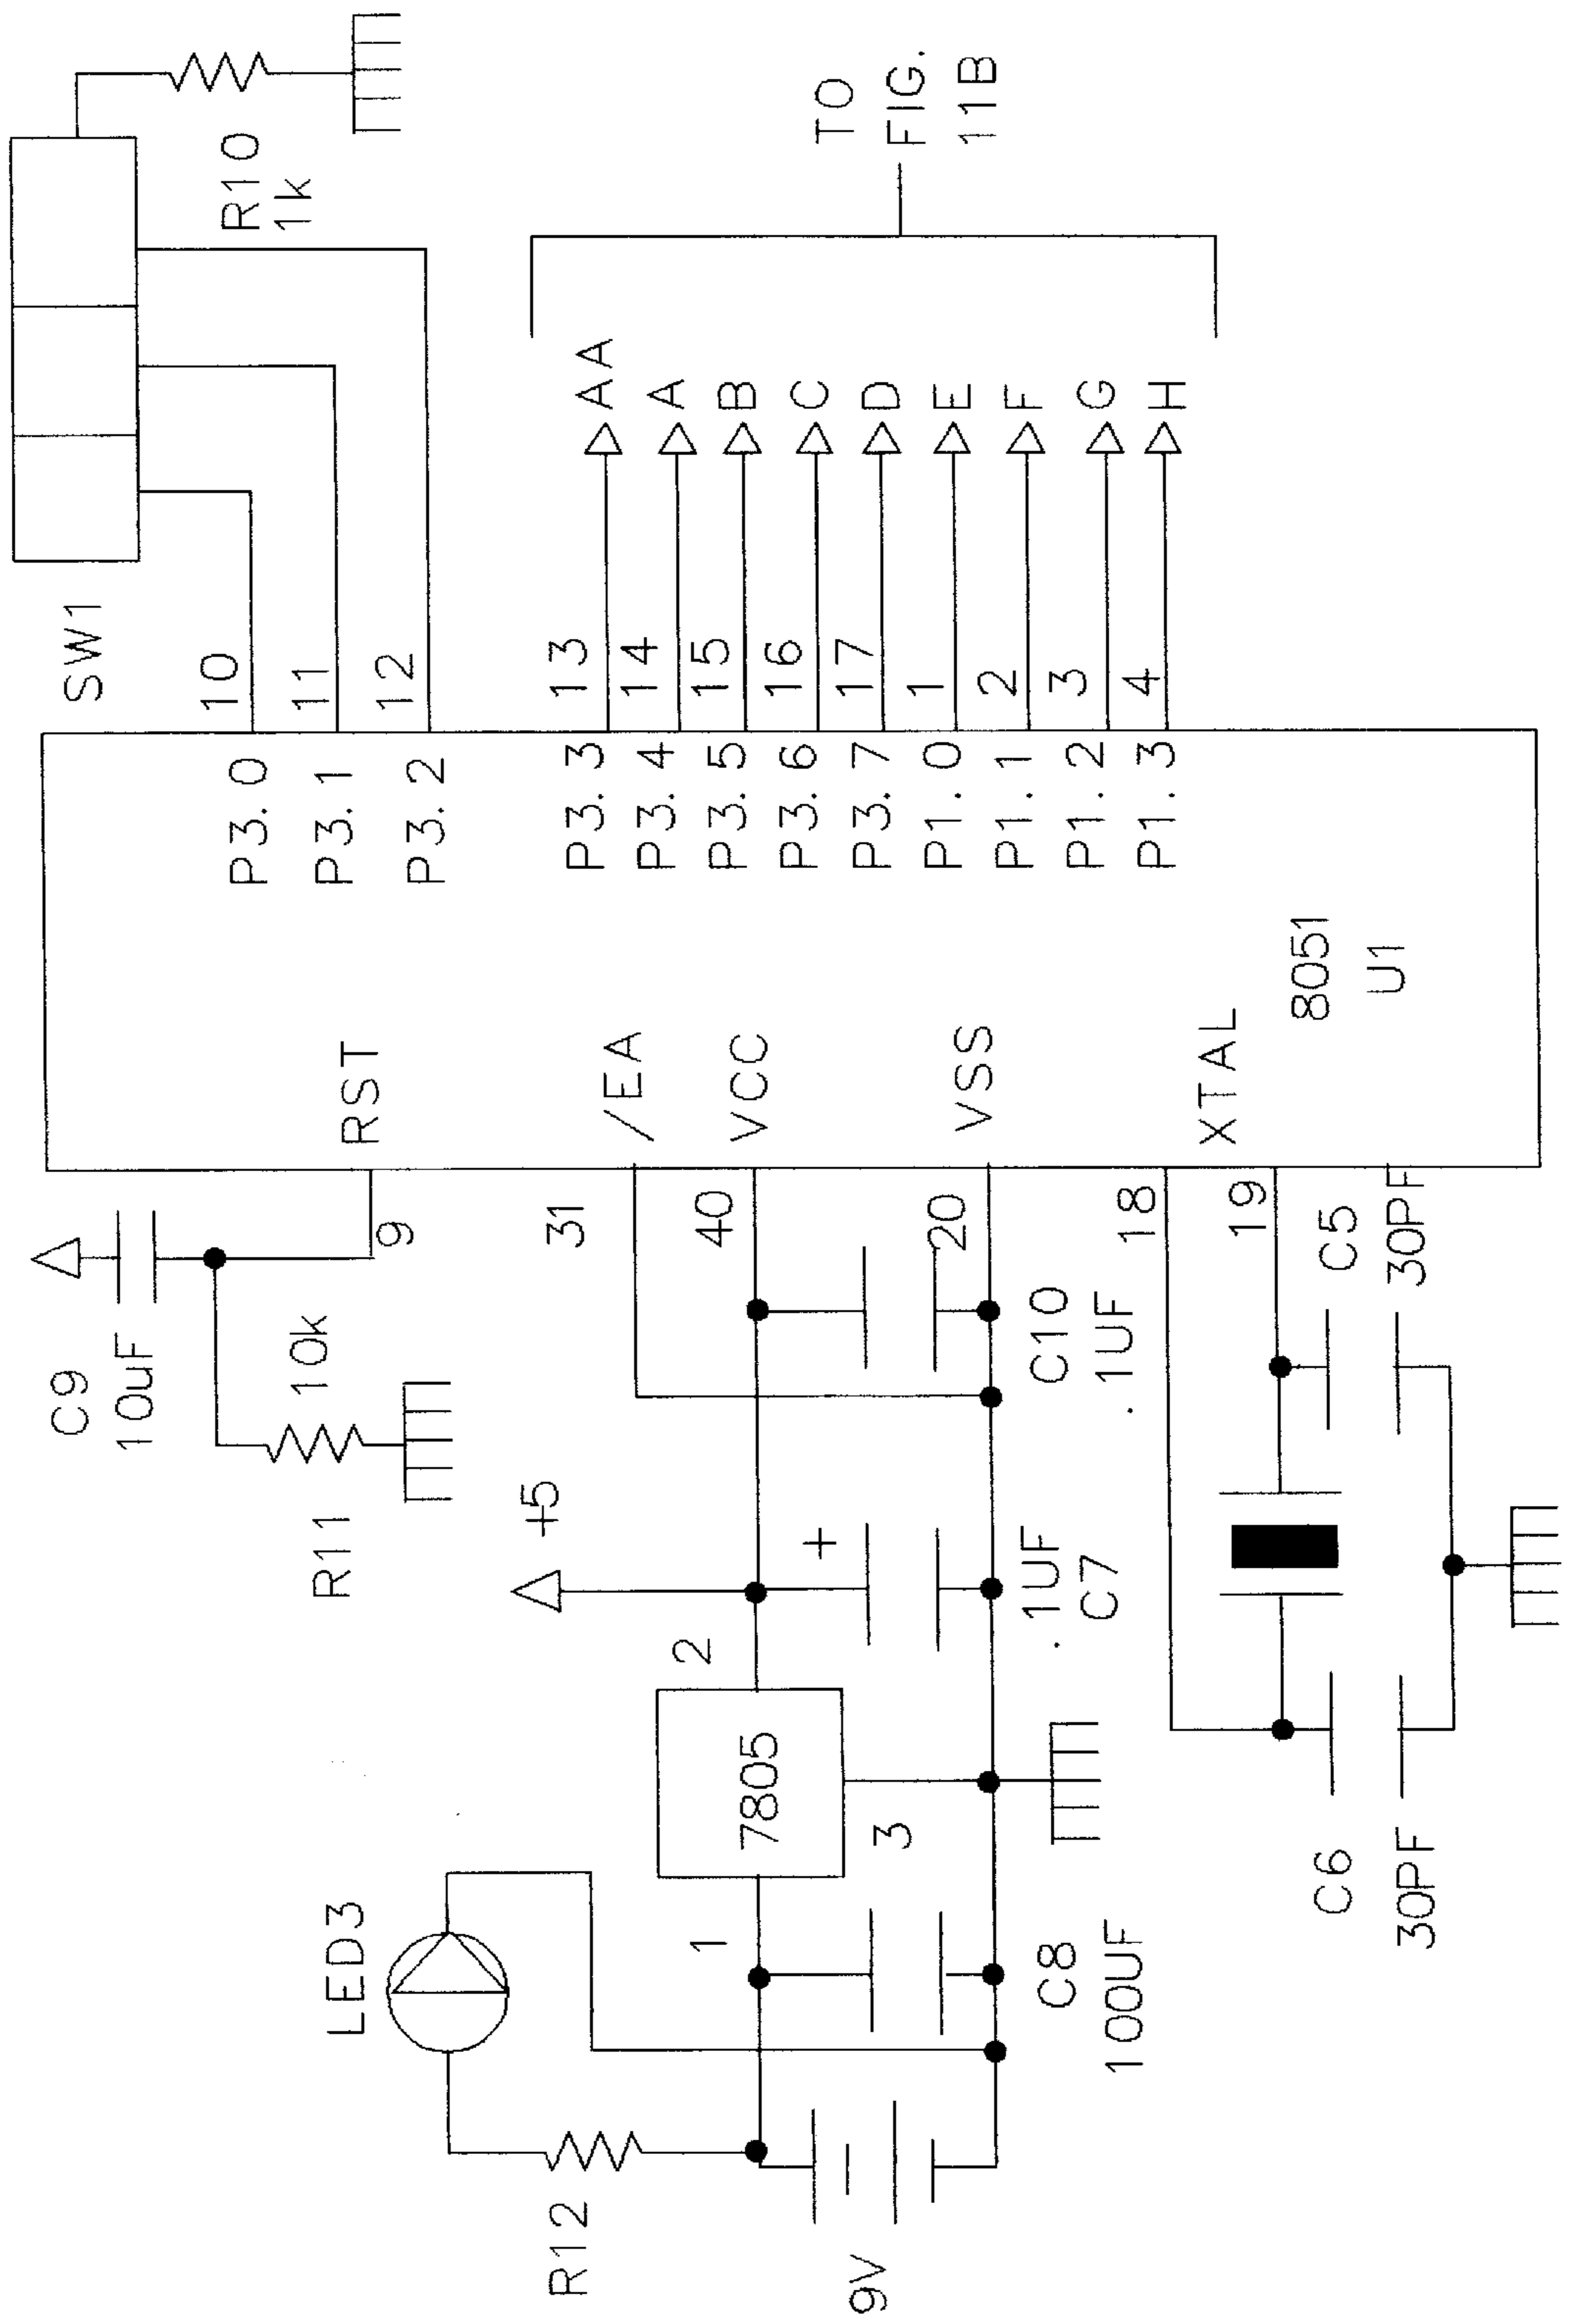 SW1
R10
1k
10
11
12
P3.0
P3.1
P3.2
13
14
15
16
17
1
2
3
4
P3.3
P3.4
P3.5
P3.6
P3.7
P1.0
P1.1
P1.2
P1.3
AA
A
B
C
D
E
F
G
H
TO
FIG.
11B
RST
/EA
VCC
VSS
XTAL
8051
U1
9
31
40
20
18
19
C9
10uF
10k
R11
+5
+
.1UF
C7
C10
.1UF
C5
30PF
C6
30PF
7805
1
2
3
LED3
R12
9V
C8
100UF